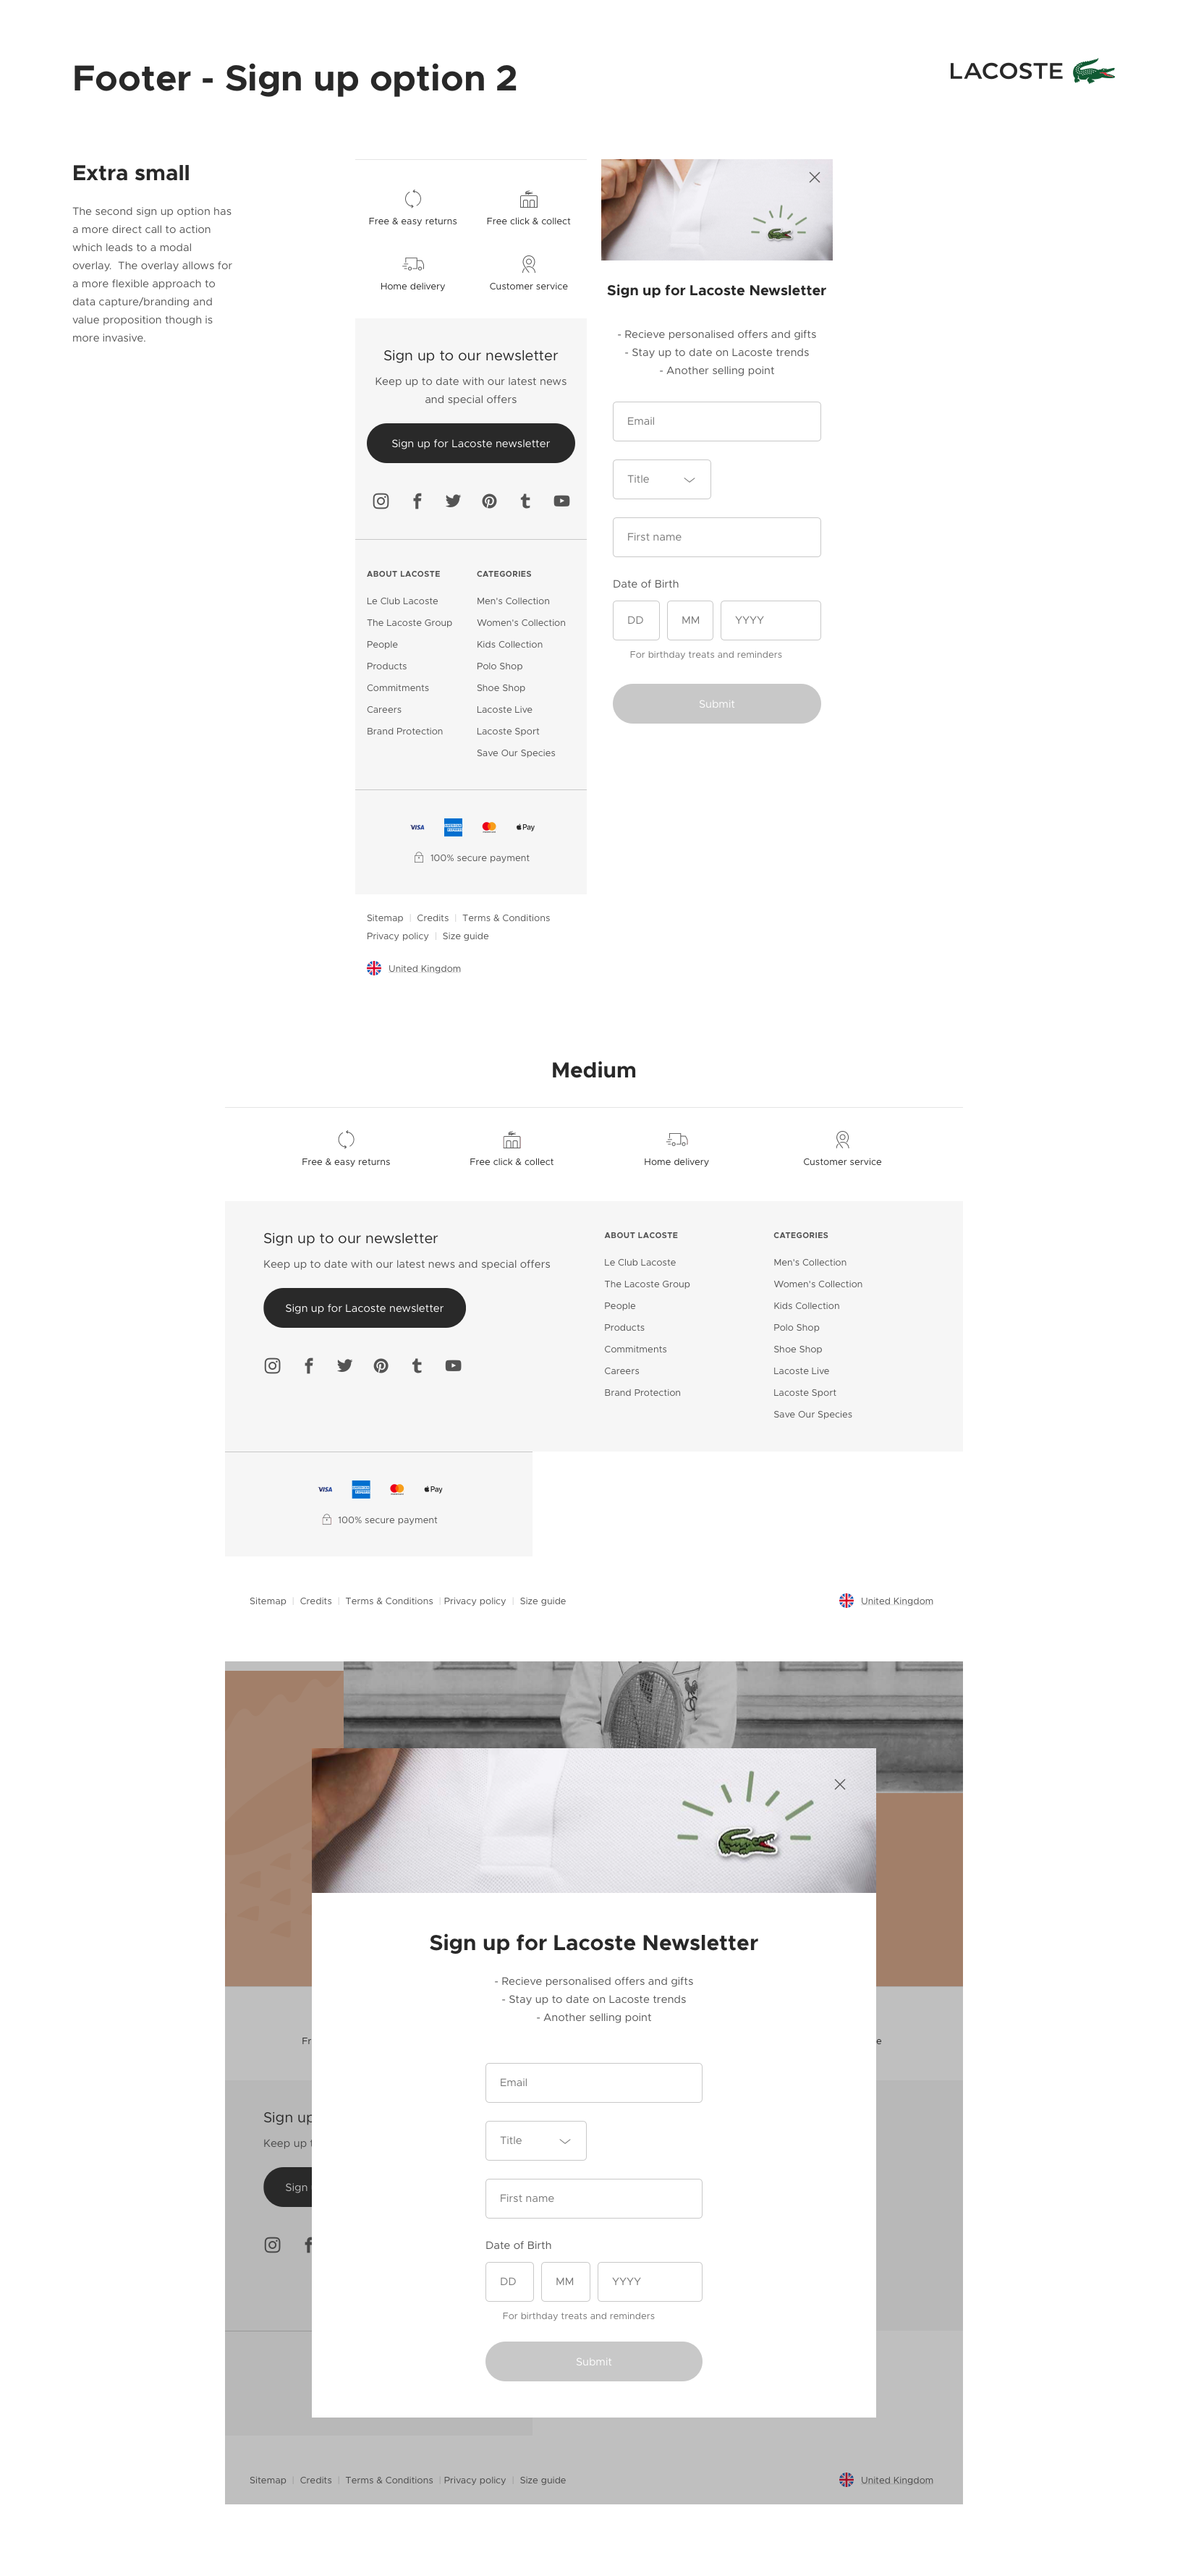 Footer - Sign up option 2
LACOSTE
Extra small
The second sign up option has
a more direct call to action
which leads to a modal
overlay. The overlay allows for
a more flexible approach to
data capture/branding and
value proposition though is
more invasive.
Free & easy returns
Free click & collect
Home delivery
Customer service
Sign up to our newsletter
Keep up to date with our latest news
and special offers
Sign up for Lacoste newsletter
ABOUT LACOSTE
Le Club Lacoste
The Lacoste Group
People
Products
Commitments
Careers
Brand Protection
CATEGORIES
Men's Collection
Women's Collection
Kids Collection
Polo Shop
Shoe Shop
Lacoste Live
Lacoste Sport
Save Our Species
VISA
AMERICAN EXPRESS
Pay
100% secure payment
Sitemap | Credits | Terms & Conditions
Privacy policy | Size guide
United Kingdom
Sign up for Lacoste Newsletter
- Recieve personalised offers and gifts
- Stay up to date on Lacoste trends
- Another selling point
Email
Title
First name
Date of Birth
DD MM YYYY
For birthday treats and reminders
Submit
Medium
Free & easy returns
Free click & collect
Home delivery
Customer service
Sign up to our newsletter
Keep up to date with our latest news and special offers
Sign up for Lacoste newsletter
ABOUT LACOSTE
Le Club Lacoste
The Lacoste Group
People
Products
Commitments
Careers
Brand Protection
CATEGORIES
Men's Collection
Women's Collection
Kids Collection
Polo Shop
Shoe Shop
Lacoste Live
Lacoste Sport
Save Our Species
VISA
AMERICAN EXPRESS
Pay
100% secure payment
Sitemap | Credits | Terms & Conditions | Privacy policy | Size guide
United Kingdom
Sign up for Lacoste Newsletter
- Recieve personalised offers and gifts
- Stay up to date on Lacoste trends
- Another selling point
Fr
e
Email
Sign up
Keep up t
Title
Sign
First name
Date of Birth
DD MM YYYY
For birthday treats and reminders
Submit
Sitemap | Credits | Terms & Conditions | Privacy policy | Size guide
United Kingdom